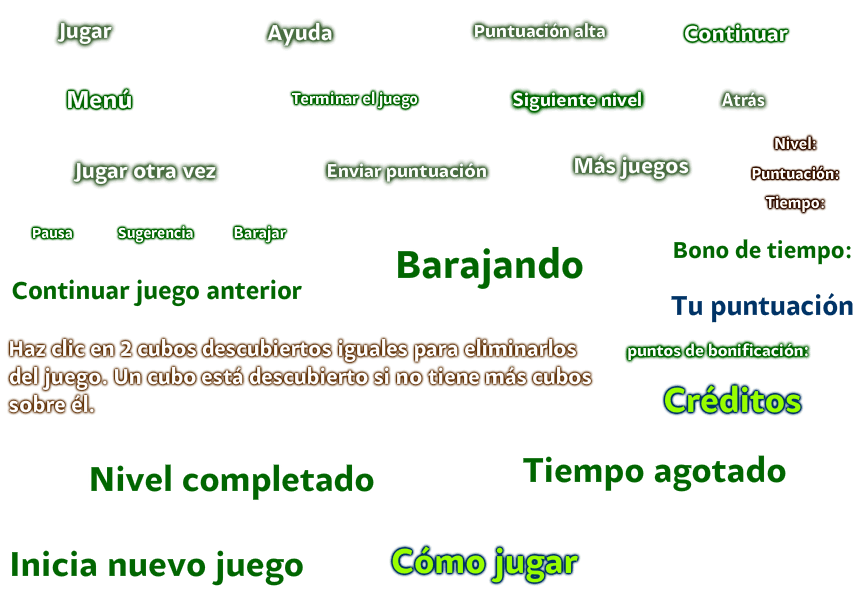 Jugar
Ayuda
Puntuación alta
Continuar
Menú
Terminar el juego
Siguiente nivel
Atrás
Nivel:
Jugar otra vez
Enviar puntuación
Más juegos
Puntuación:
Tiempo:
Pausa
Sugerencia
Barajar
Barajando
Bono de tiempo:
Continuar juego anterior
Tu puntuación
Haz clic en 2 cubos descubiertos iguales para eliminarlos
del juego. Un cubo está descubierto si no tiene más cubos
sobre él.
puntos de bonificación:
Créditos
Nivel completado
Tiempo agotado
Inicia nuevo juego
Cómo jugar